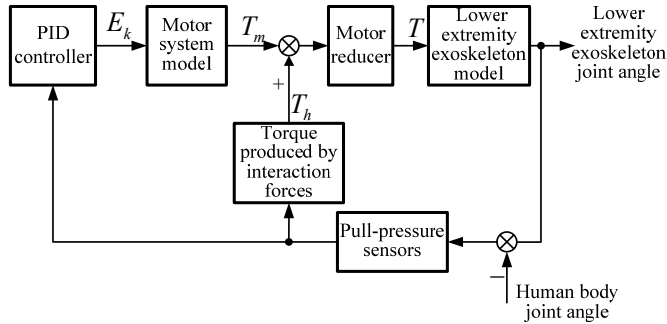 PID
controller
E_k
Motor
system
model
T_m
Motor
reducer
T
Lower
extremity
exoskeleton
model
Lower
extremity
exoskeleton
joint angle
+
T_h
Torque
produced by
interaction
forces
Pull-pressure
sensors
−
Human body
joint angle